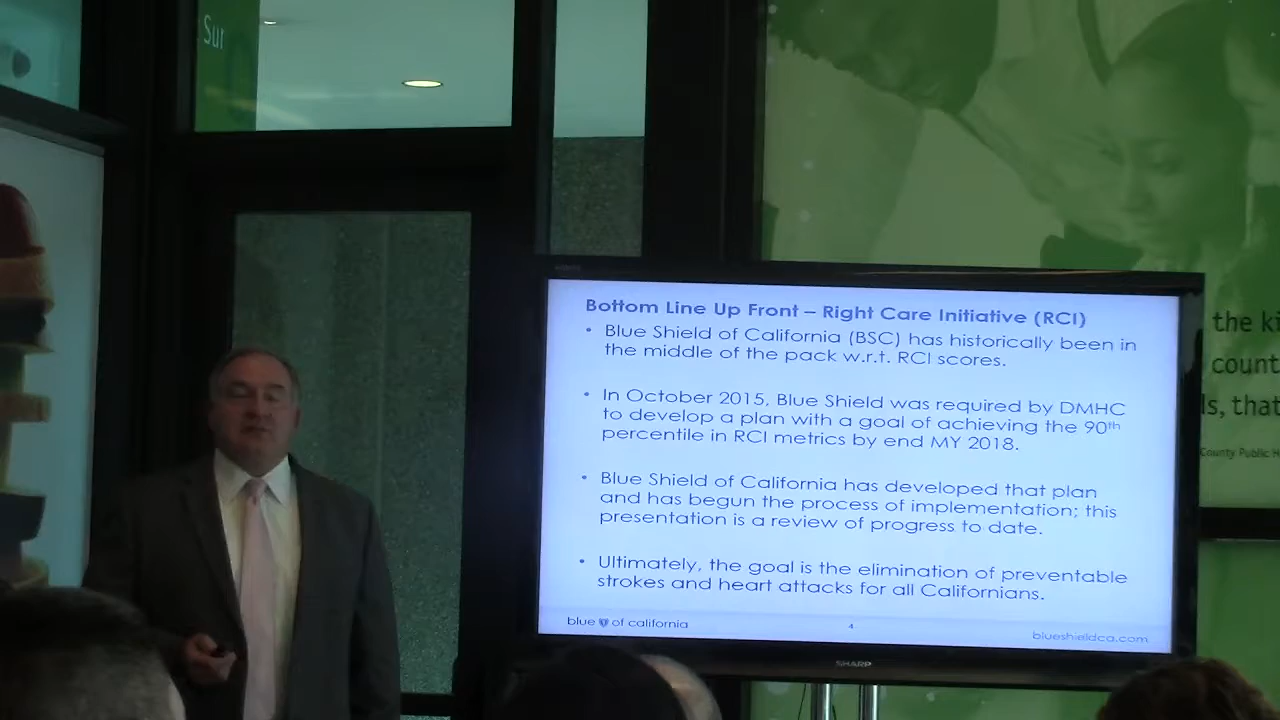 Sur
Bottom Line Up Front – Right Care Initiative (RCI)
• Blue Shield of California (BSC) has historically been in
the middle of the pack w.r.t. RCI scores.
• In October 2015, Blue Shield was required by DMHC
to develop a plan with a goal of achieving the 90th
percentile in RCI metrics by end MY 2018.
• Blue Shield of California has developed that plan
and has begun the process of implementation; this
presentation is a review of progress to date.
• Ultimately, the goal is the elimination of preventable
strokes and heart attacks for all Californians.
blue of california
4
blueshieldca.com
SHARP
the ki
count
ls, that
County Public H